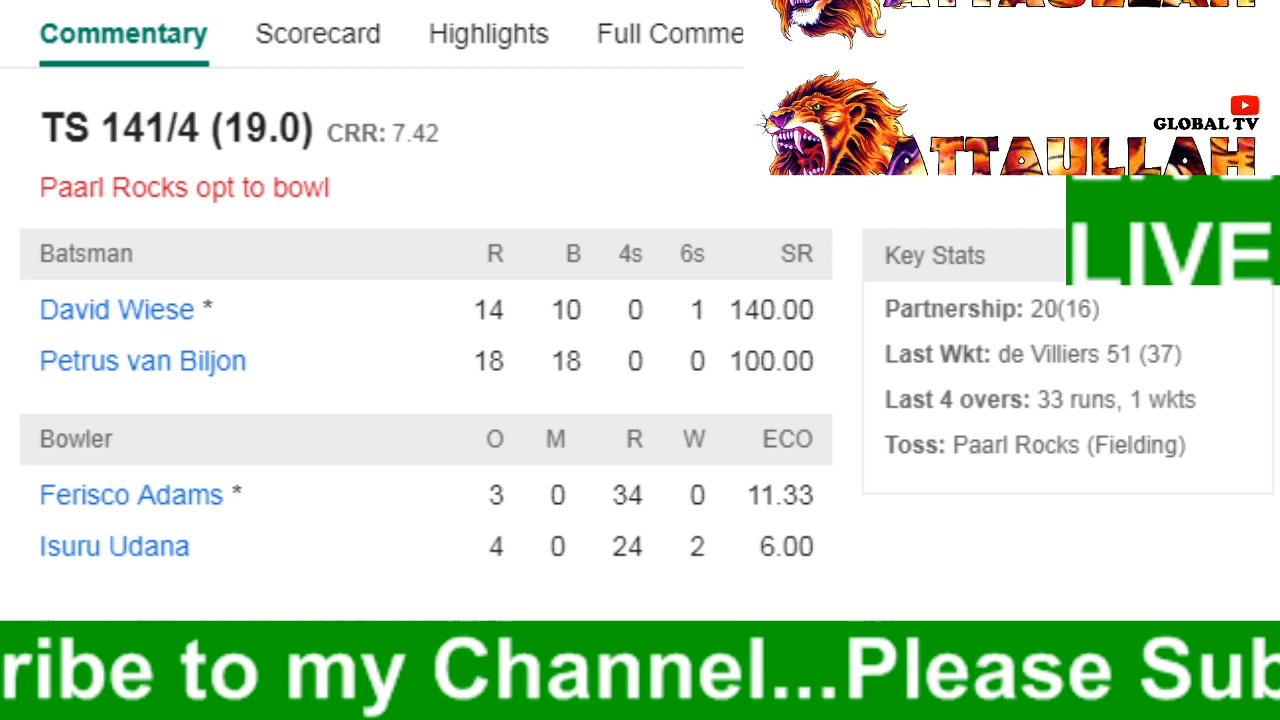 Commentary Scorecard Highlights Full Comme
ATTAULLAH
GLOBAL TV
ATTAULLAH
TS 141/4 (19.0) CRR: 7.42
Paarl Rocks opt to bowl
LIVE
Batsman R B 4s 6s SR
David Wiese * 14 10 0 1 140.00
Petrus van Biljon 18 18 0 0 100.00
Key Stats
Partnership: 20(16)
Last Wkt: de Villiers 51 (37)
Last 4 overs: 33 runs, 1 wkts
Toss: Paarl Rocks (Fielding)
Bowler O M R W ECO
Ferisco Adams * 3 0 34 0 11.33
Isuru Udana 4 0 24 2 6.00
ribe to my Channel...Please Sub